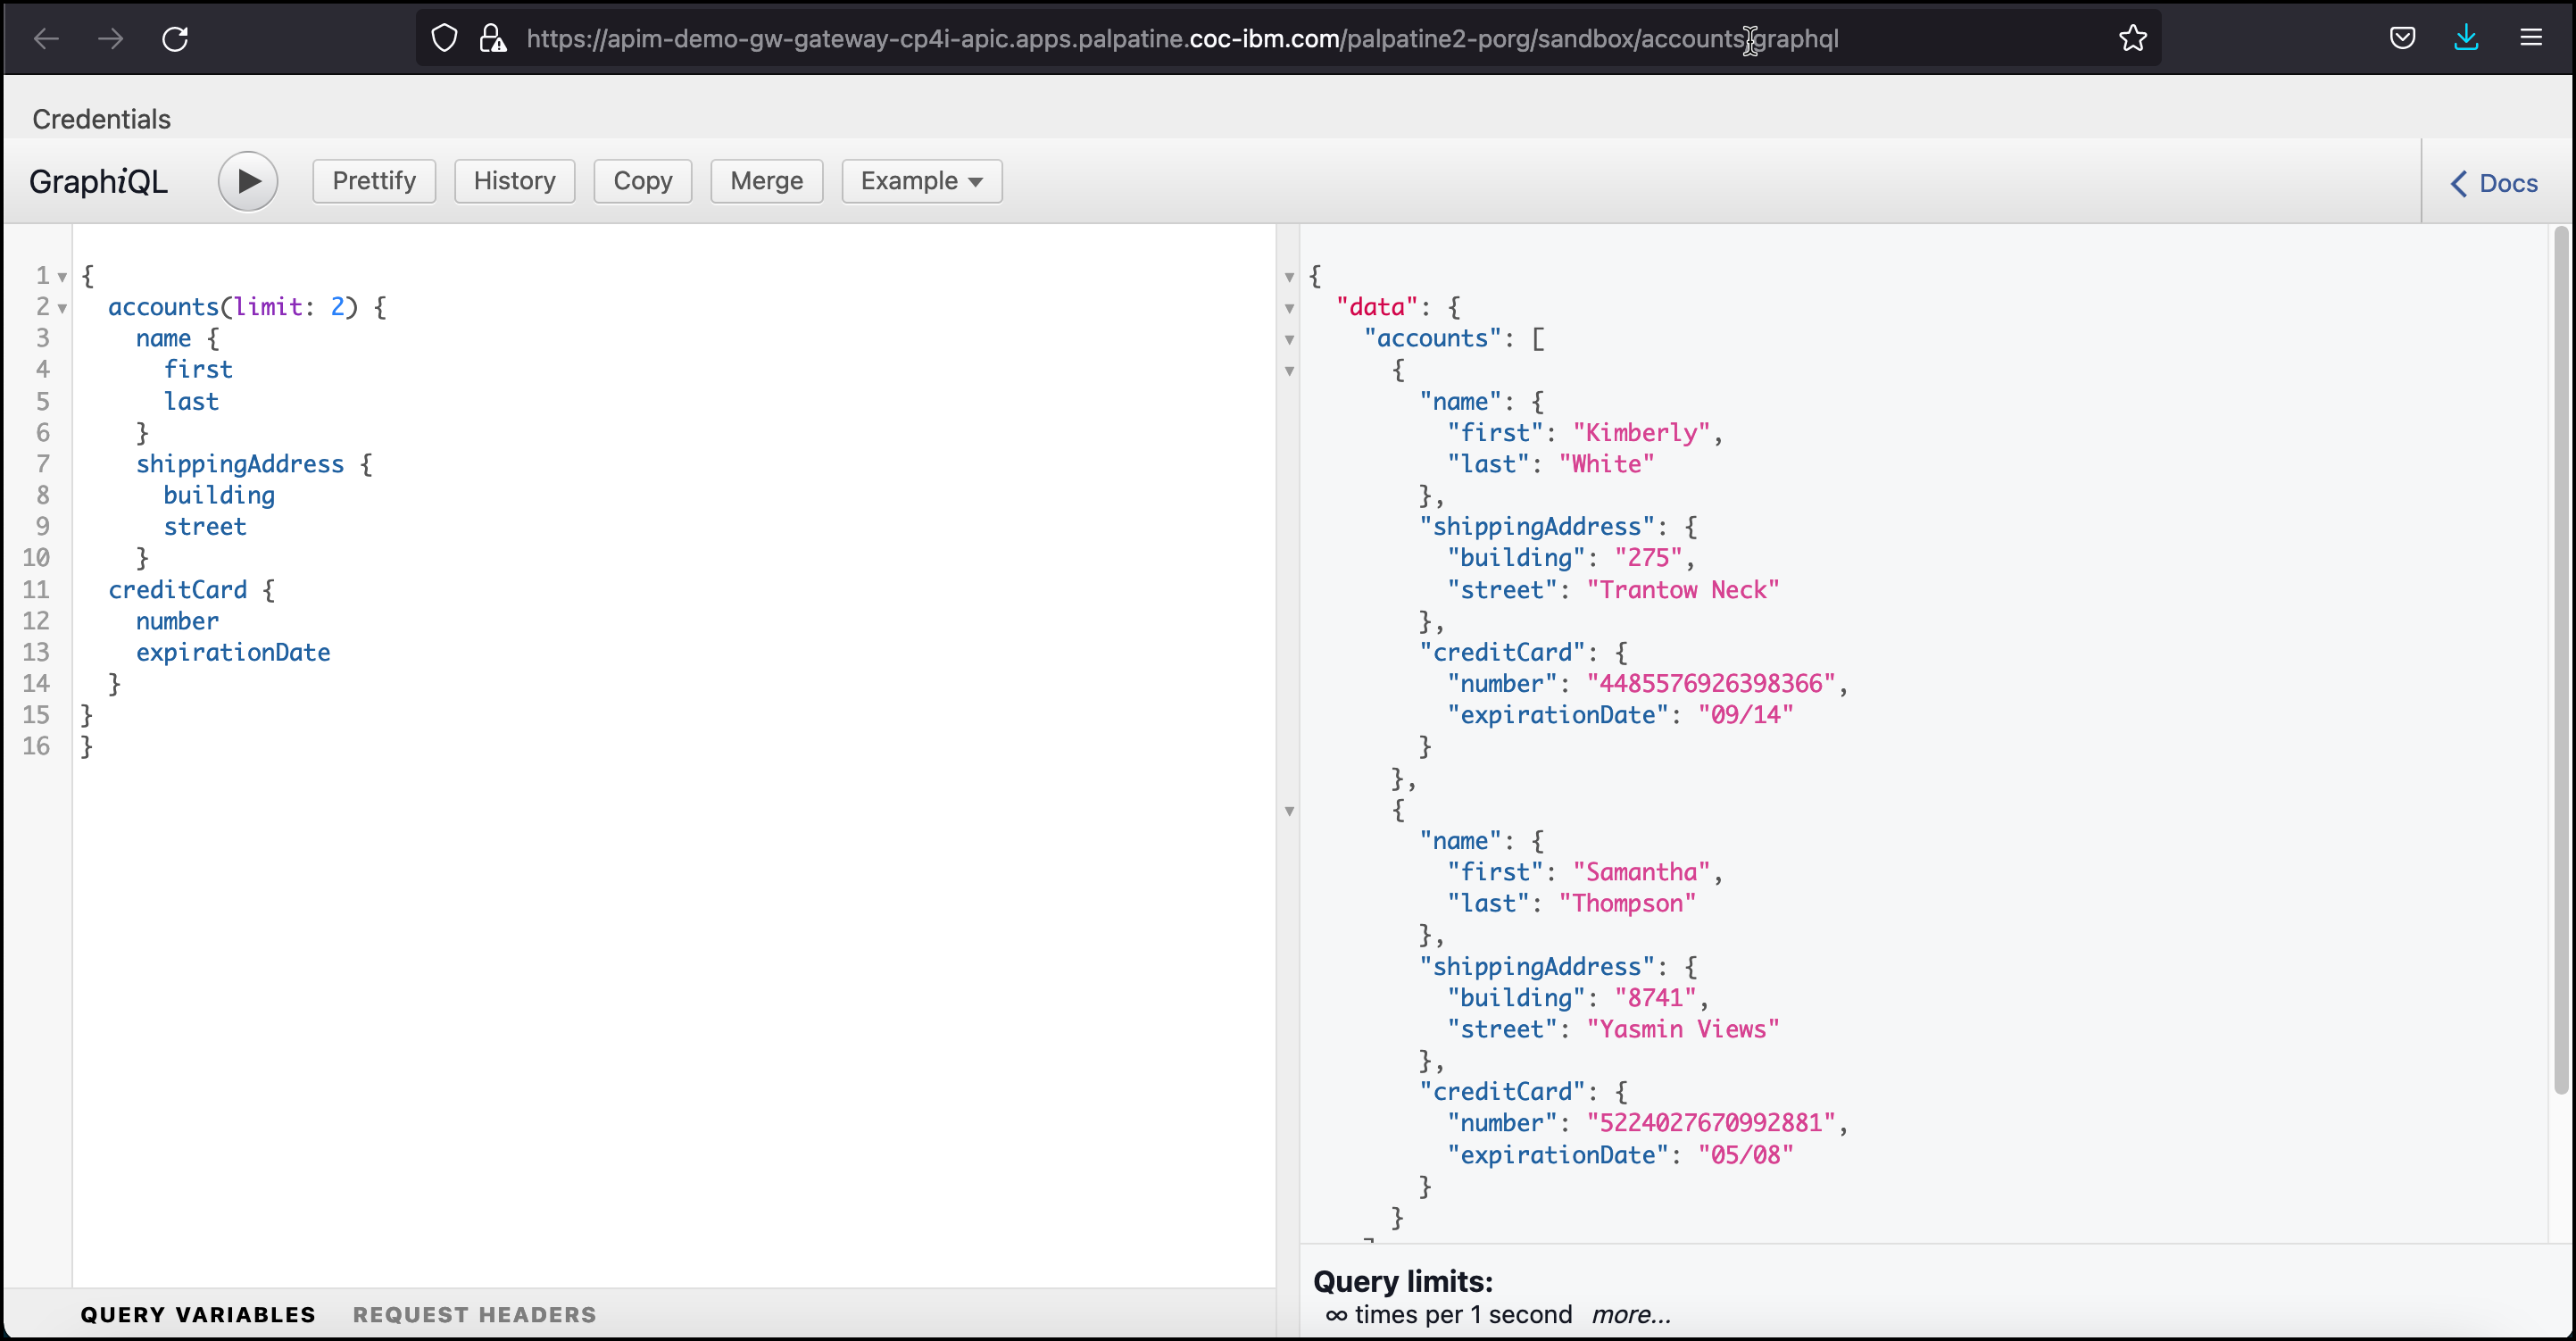 https://apim-demo-gw-gateway-cp4i-apic.apps.palpatine.coc-ibm.com/palpatine2-porg/sandbox/accounts/graphql
Credentials
GraphiQL Prettify History Copy Merge Example Docs
1 {
2 accounts(limit: 2) {
3 name {
4 first
5 last
6 }
7 shippingAddress {
8 building
9 street
10 }
11 creditCard {
12 number
13 expirationDate
14 }
15 }
16 }
{
"data": {
"accounts": [
{
"name": {
"first": "Kimberly",
"last": "White"
},
"shippingAddress": {
"building": "275",
"street": "Trantow Neck"
},
"creditCard": {
"number": "4485576926398366",
"expirationDate": "09/14"
}
},
{
"name": {
"first": "Samantha",
"last": "Thompson"
},
"shippingAddress": {
"building": "8741",
"street": "Yasmin Views"
},
"creditCard": {
"number": "5224027670992881",
"expirationDate": "05/08"
}
}
Query limits:
∞ times per 1 second more...
QUERY VARIABLES REQUEST HEADERS